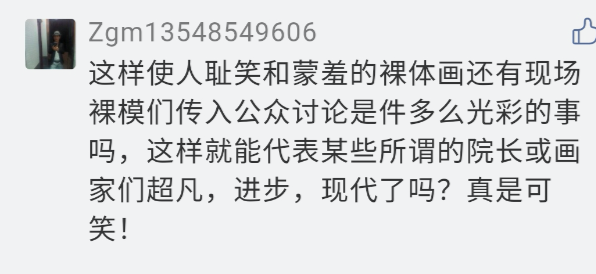 Zgm13548549606
这样使人耻笑和蒙羞的裸体画还有现场
裸模们传入公众讨论是件多么光彩的事
吗，这样就能代表某些所谓的院长或画
家们超凡，进步，现代了吗？真是可
笑！